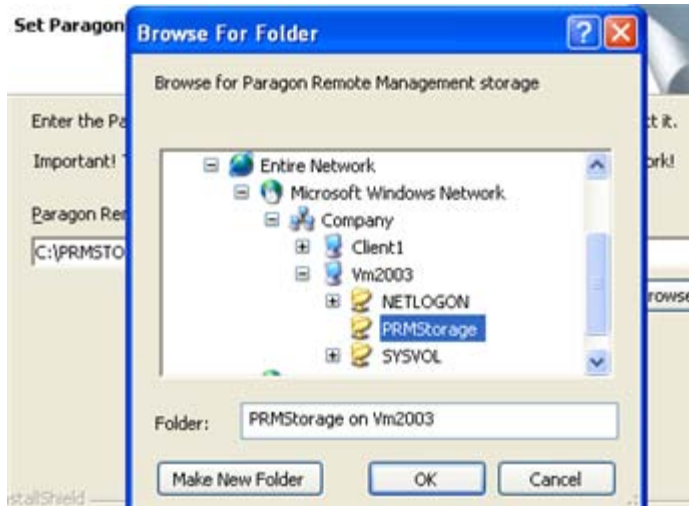 Set Paragon
Browse For Folder
Browse for Paragon Remote Management storage
Enter the Pa
ct it.
Important!
ork!
Entire Network
Microsoft Windows Network
Company
Client1
Vm2003
NETLOGON
PRMStorage
SYSVOL
Paragon Rem
C:\PRMSTO
rowse
Folder:
PRMStorage on Vm2003
Make New Folder
OK
Cancel
stallShield